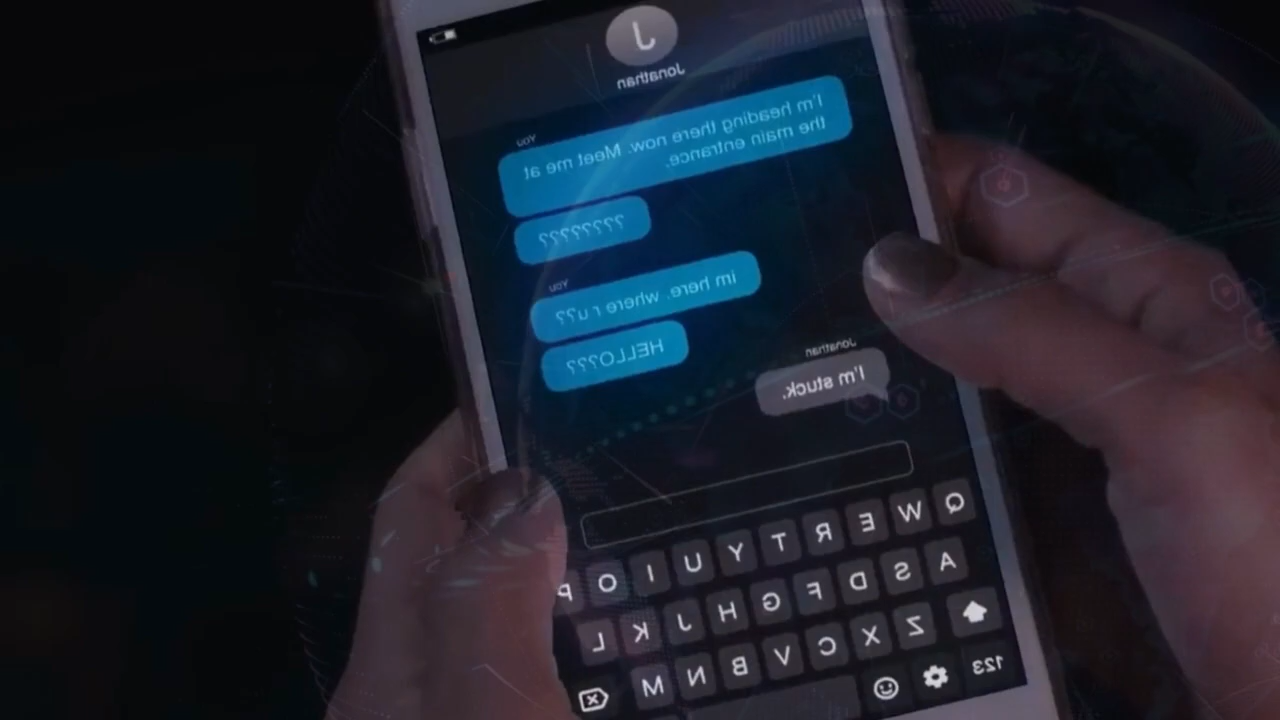 J
Jonathan
You
I'm heading there now. Meet me at
the main entrance.
????????
You
im here. where r u??
HELLO???
Jonathan
I'm stuck.
Q W E R T Y U I O P
A S D F G H J K L
Z X C V B N M
123